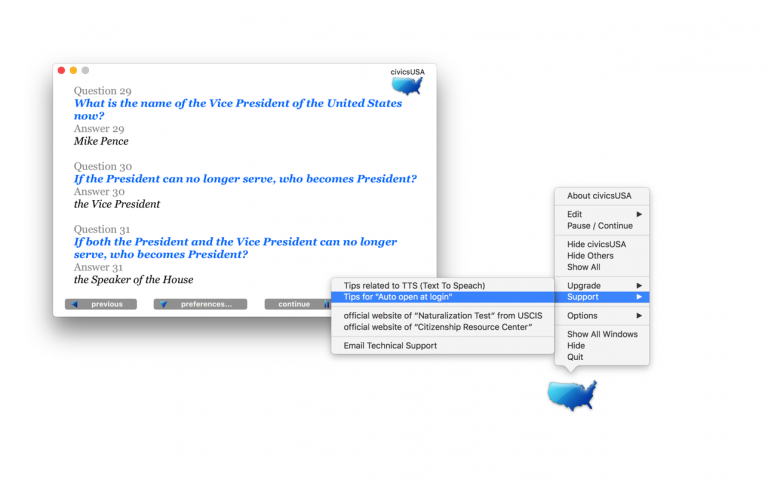 civicsUSA
Question 29
What is the name of the Vice President of the United States
now?
Answer 29
Mike Pence
Question 30
If the President can no longer serve, who becomes President?
Answer 30
the Vice President
Question 31
If both the President and the Vice President can no longer
serve, who becomes President?
Answer 31
the Speaker of the House
previous
preferences...
continue
About civicsUSA
Edit
Pause / Continue
Hide civicsUSA
Hide Others
Show All
Upgrade
Support
Options
Show All Windows
Hide
Quit
Tips related to TTS (Text To Speach)
Tips for "Auto open at login"
official website of “Naturalization Test” from USCIS
official website of “Citizenship Resource Center”
Email Technical Support